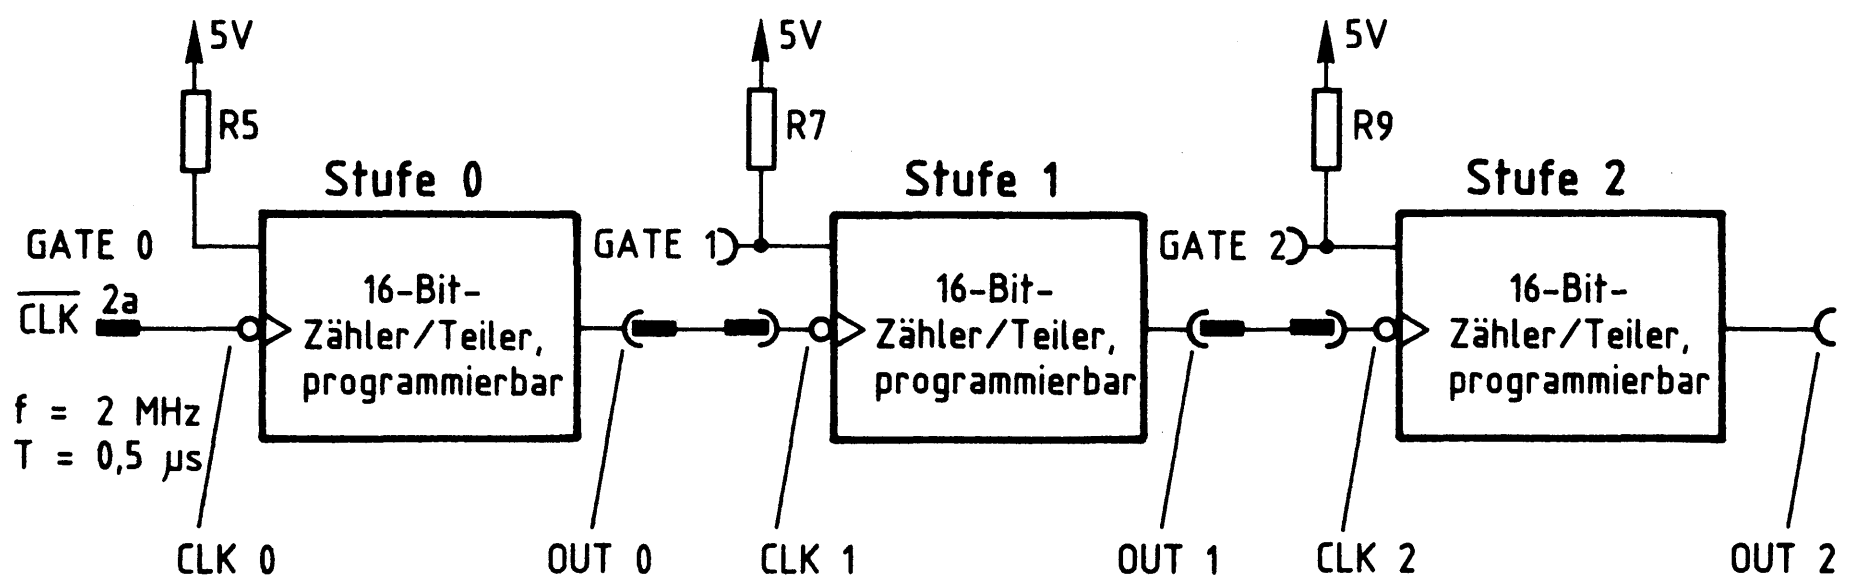 5V
5V
5V
R5
R7
R9
Stufe 0
Stufe 1
Stufe 2
GATE 0
GATE 1
GATE 2
CLK 2a
16-Bit-
Zähler/Teiler,
programmierbar
16-Bit-
Zähler/Teiler,
programmierbar
16-Bit-
Zähler/Teiler,
programmierbar
f = 2 MHz
T = 0,5 µs
CLK 0
OUT 0
CLK 1
OUT 1
CLK 2
OUT 2